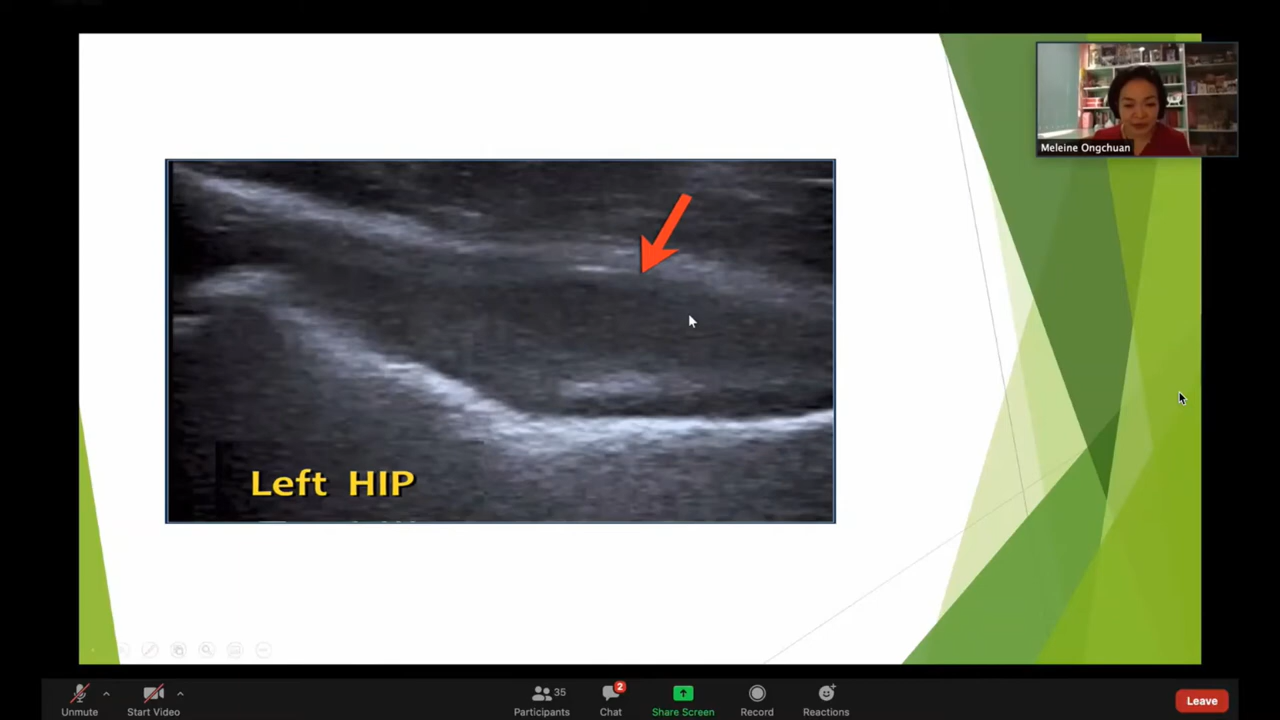 Meleine Ongchuan
Left HIP
35
2
Unmute
Start Video
Participants
Chat
Share Screen
Record
Reactions
Leave